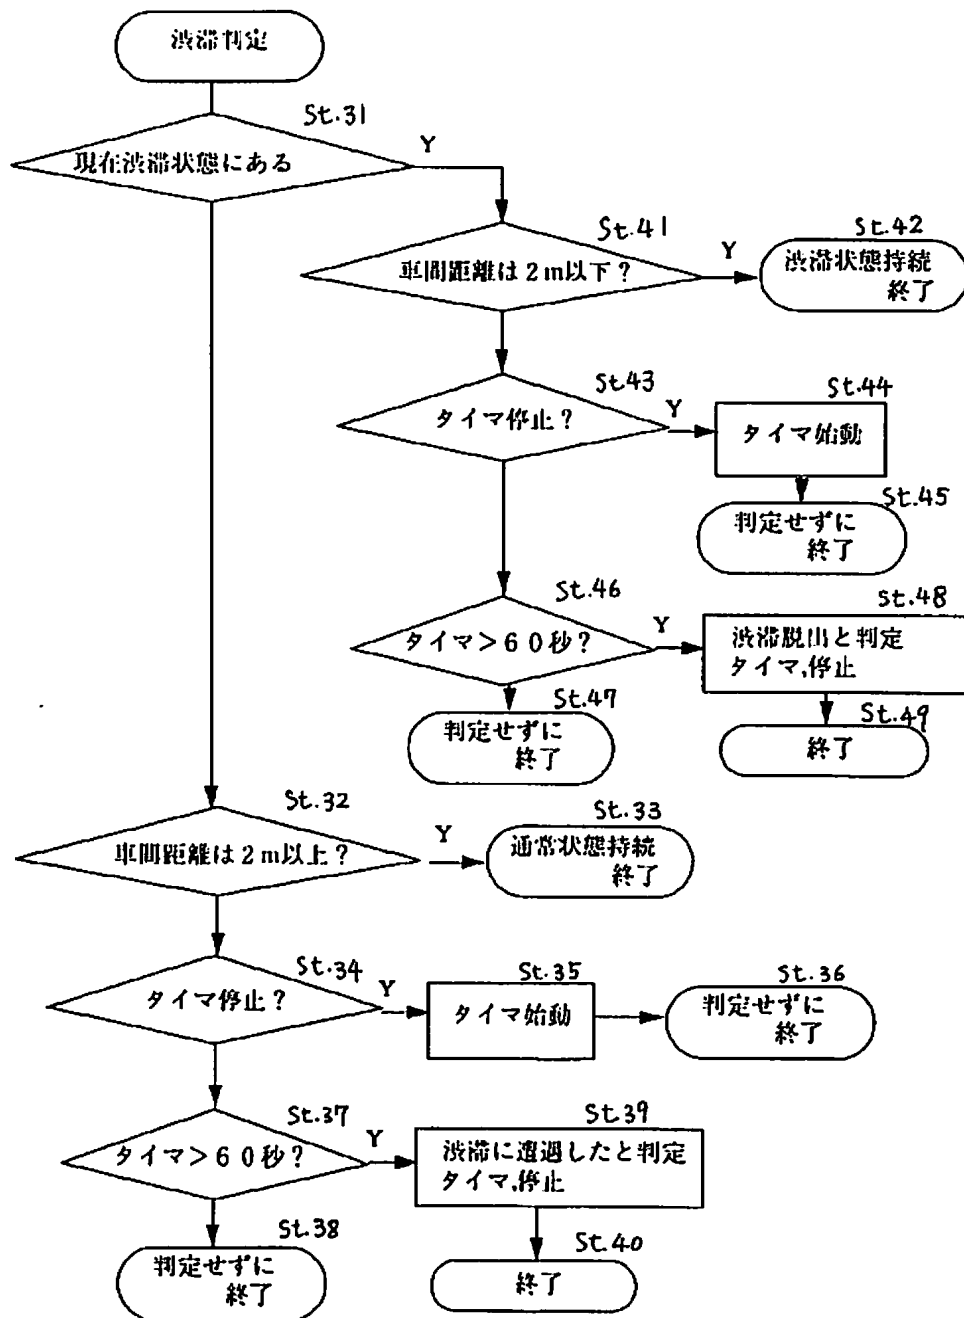 渋滞判定
St.31
現在渋滞状態にある
Y
St.41
車間距離は2m以下?
Y
St.42
渋滞状態持続
終了
St.43
タイマ停止?
Y
St.44
タイマ始動
St.45
判定せずに
終了
St.46
タイマ>60秒?
Y
St.48
渋滞脱出と判定
タイマ,停止
St.47
判定せずに
終了
St.49
終了
St.32
車間距離は2m以上?
Y
St.33
通常状態持続
終了
St.34
タイマ停止?
Y
St.35
タイマ始動
St.36
判定せずに
終了
St.37
タイマ>60秒?
Y
St.39
渋滞に遭遇したと判定
タイマ,停止
St.38
判定せずに
終了
St.40
終了